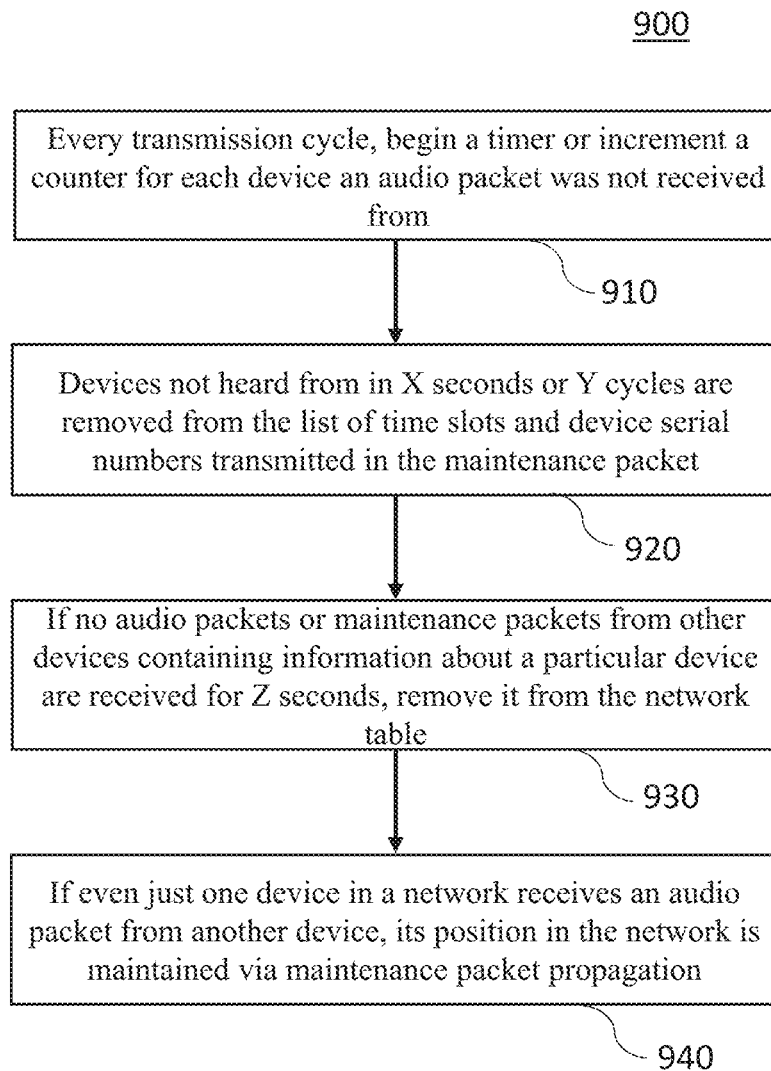 900
Every transmission cycle, begin a timer or increment a
counter for each device an audio packet was not received
from
910
Devices not heard from in X seconds or Y cycles are
removed from the list of time slots and device serial
numbers transmitted in the maintenance packet
920
If no audio packets or maintenance packets from other
devices containing information about a particular device
are received for Z seconds, remove it from the network
table
930
If even just one device in a network receives an audio
packet from another device, its position in the network is
maintained via maintenance packet propagation
940